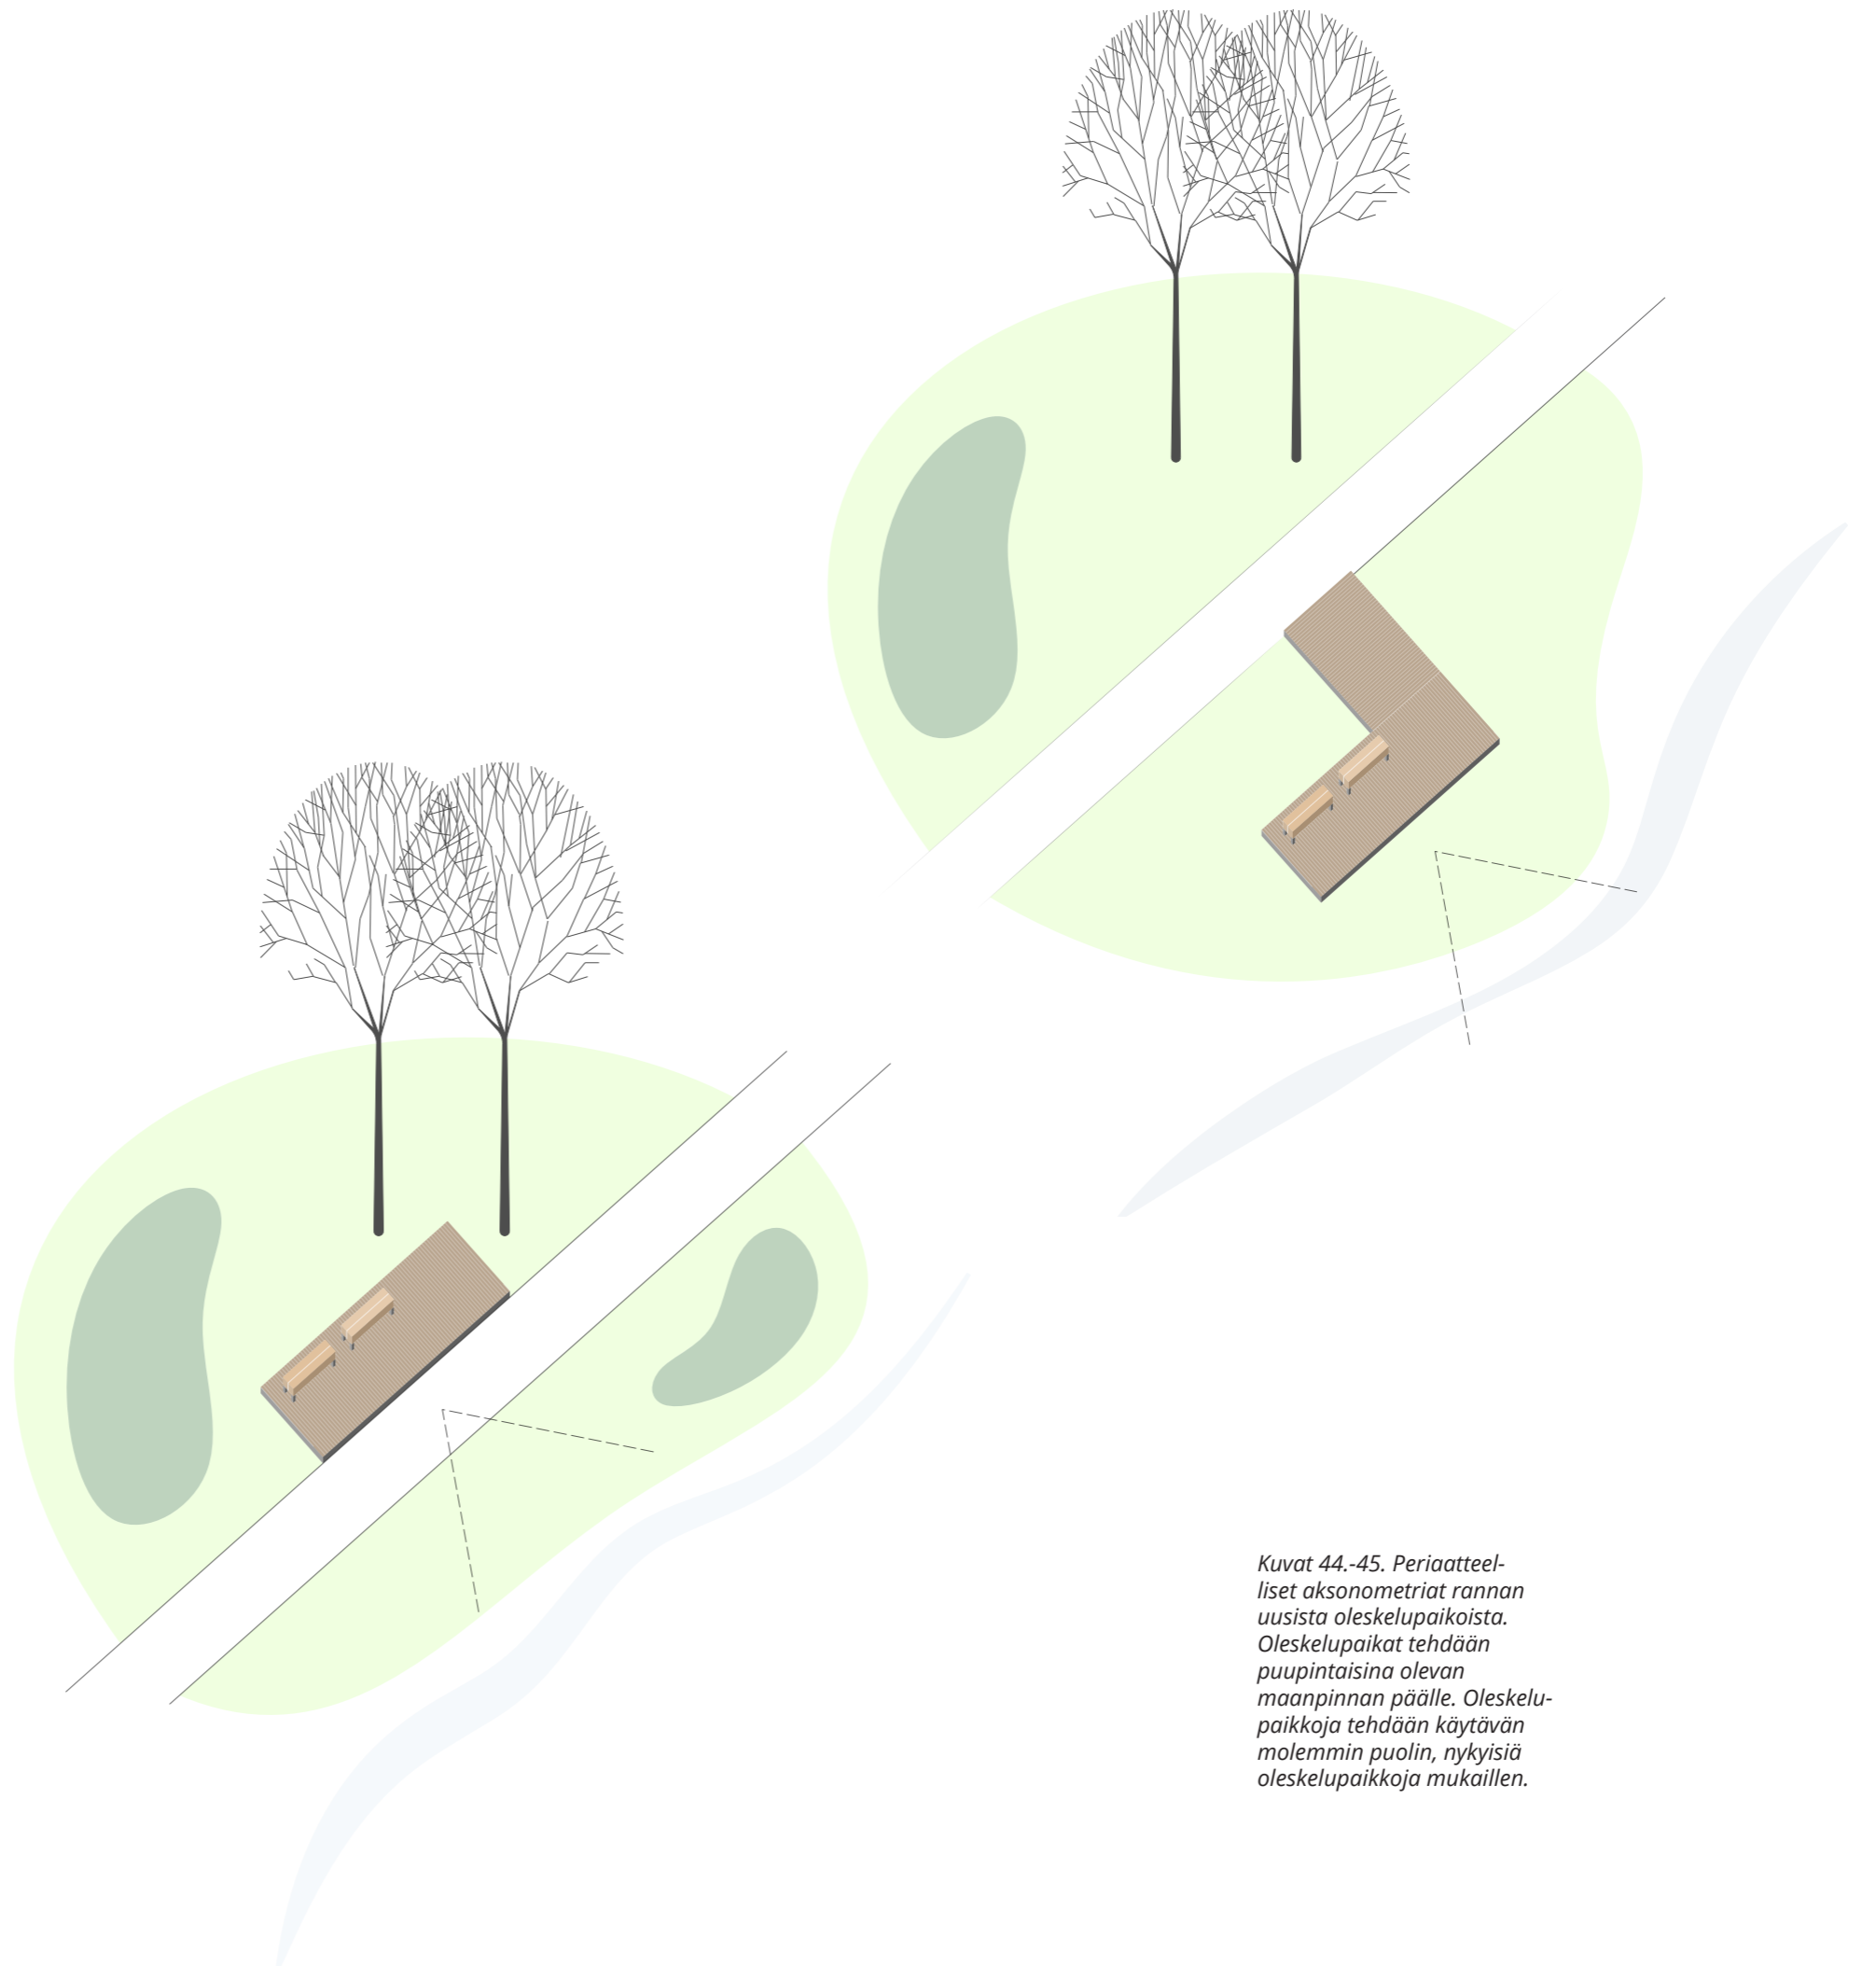 Kuvat 44.-45. Periaatteel-
liset aksonometriat rannan
uusista oleskelupaikoista.
Oleskelupaikat tehdään
puupintaisina olevan
maanpinnan päälle. Oleskelu-
paikkoja tehdään käytävän
molemmin puolin, nykyisiä
oleskelupaikkoja mukaillen.